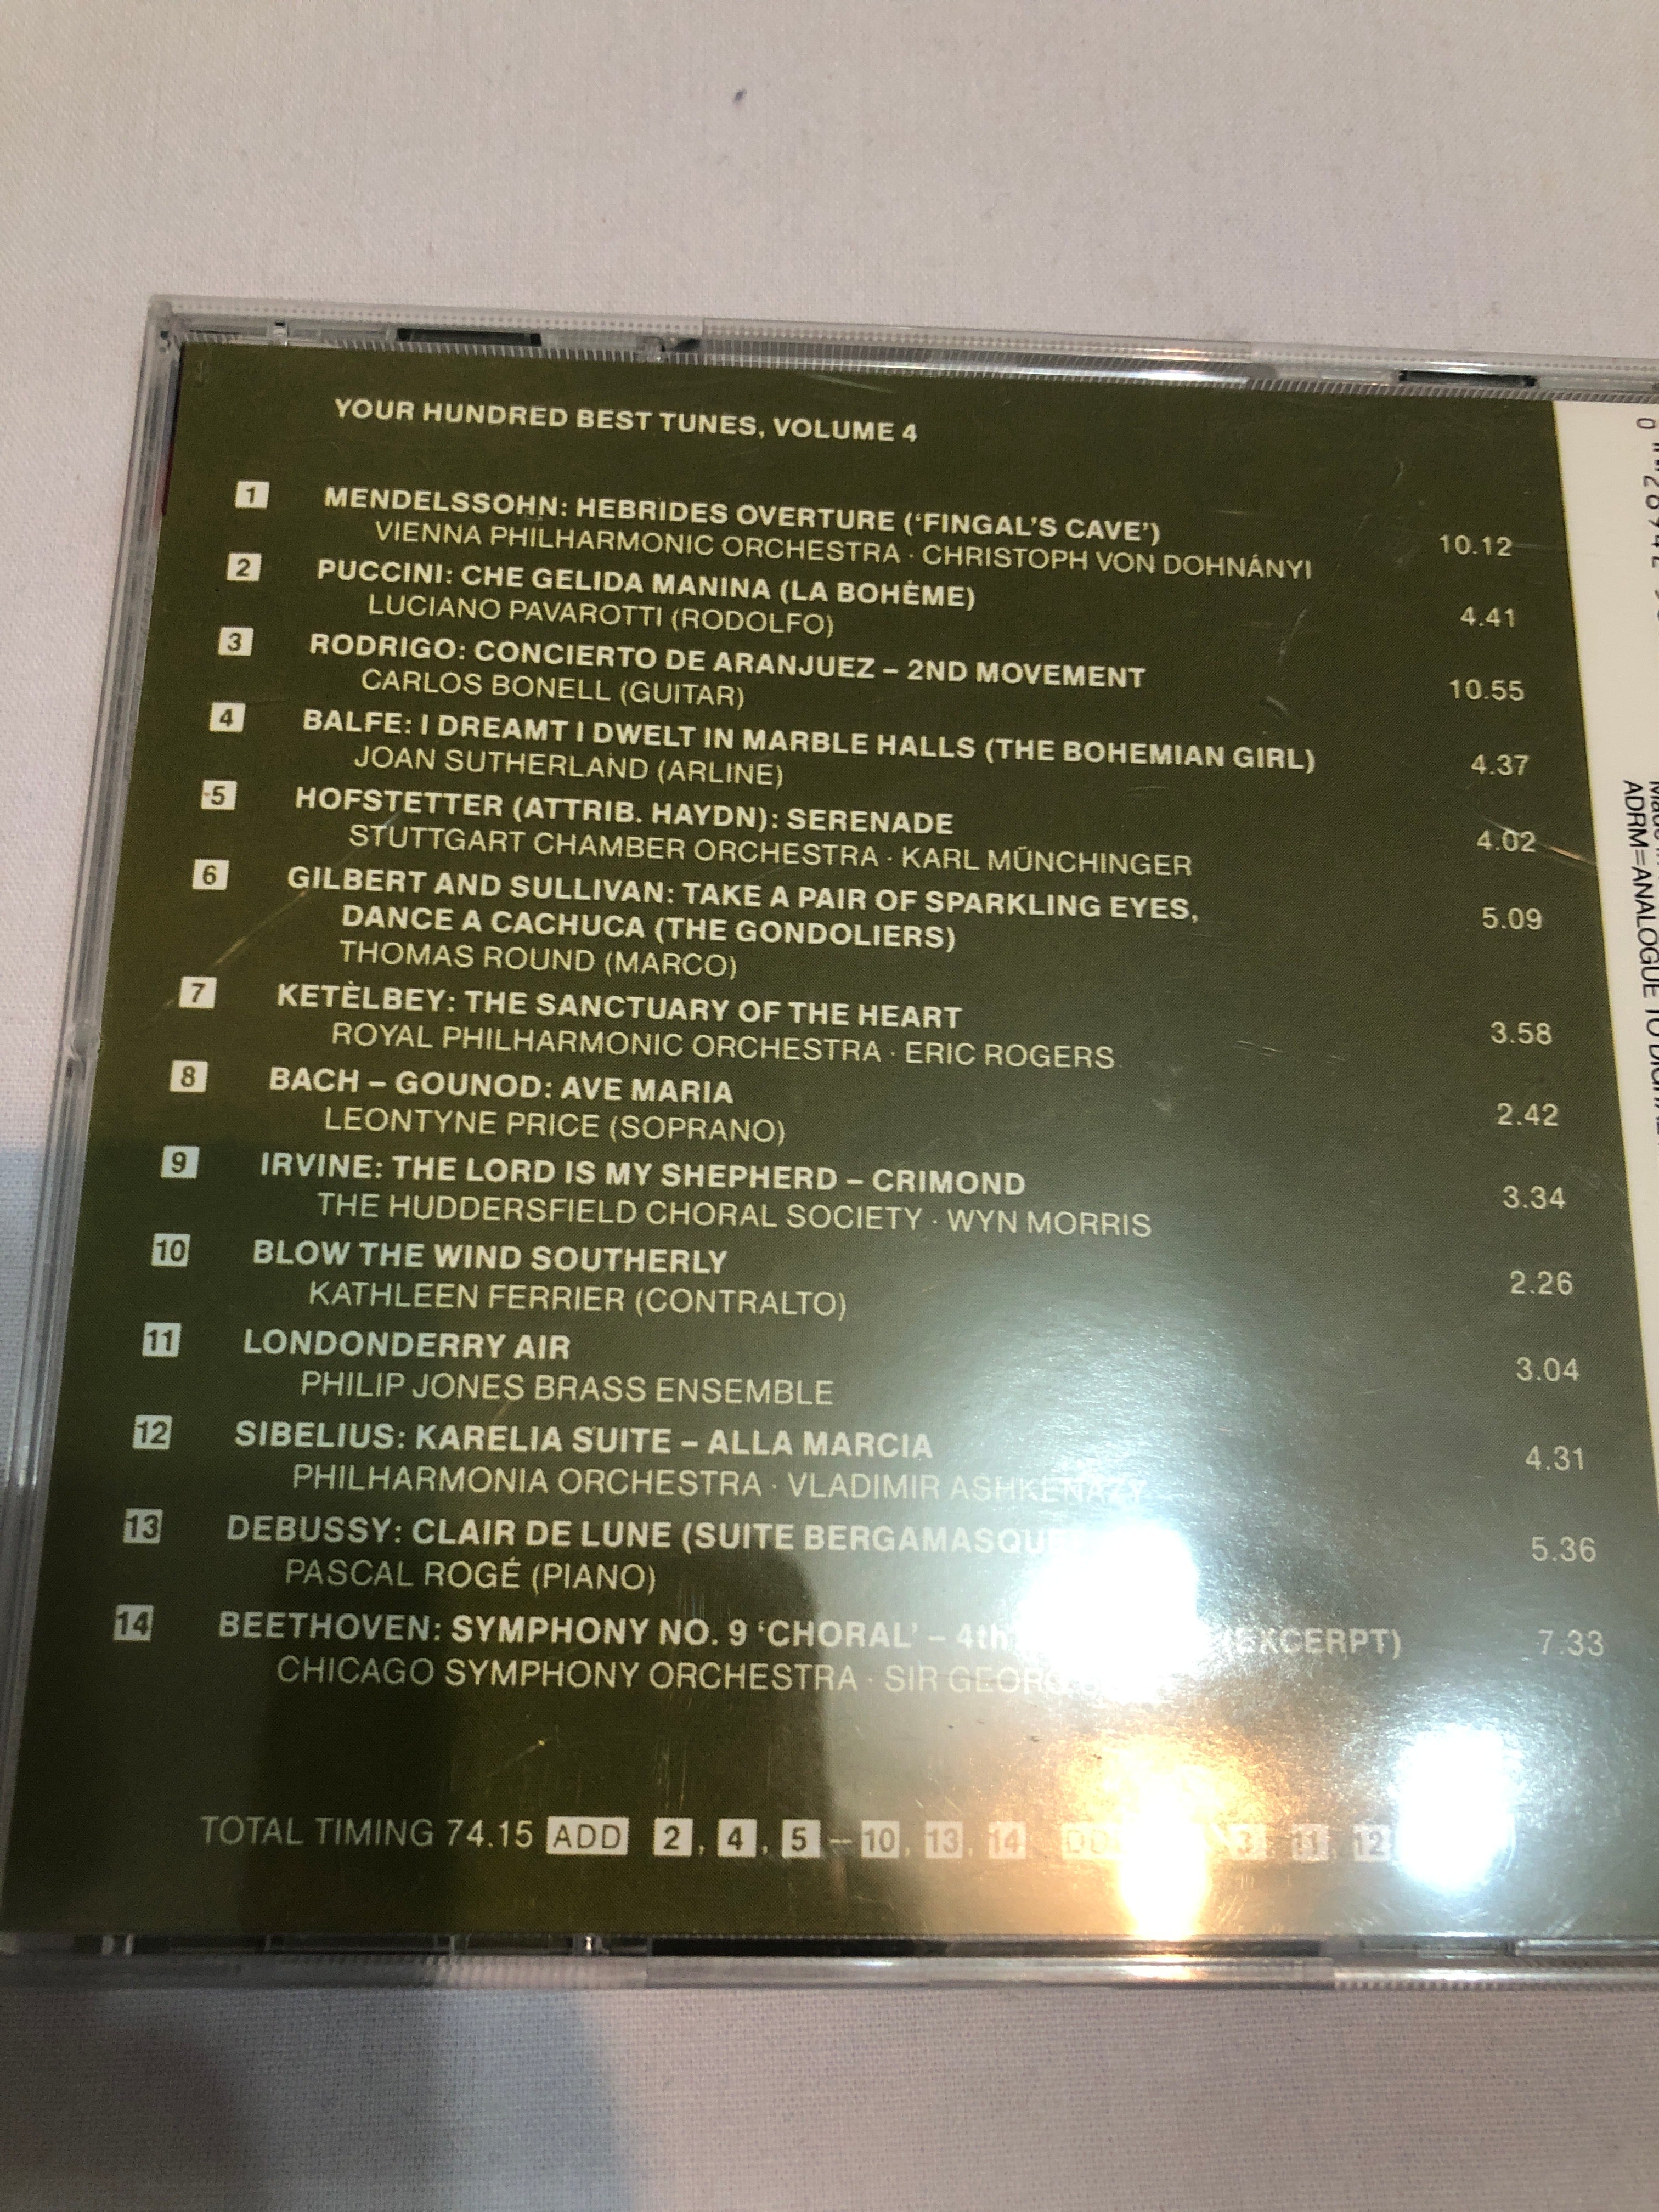 YOUR HUNDRED BEST TUNES, VOLUME 4
1 MENDELSSOHN: HEBRIDES OVERTURE ('FINGAL'S CAVE') 10.12
VIENNA PHILHARMONIC ORCHESTRA · CHRISTOPH VON DOHNÁNYI
2 PUCCINI: CHE GELIDA MANINA (LA BOHÈME) 4.41
LUCIANO PAVAROTTI (RODOLFO)
3 RODRIGO: CONCIERTO DE ARANJUEZ – 2ND MOVEMENT 10.55
CARLOS BONELL (GUITAR)
4 BALFE: I DREAMT I DWELT IN MARBLE HALLS (THE BOHEMIAN GIRL) 4.37
JOAN SUTHERLAND (ARLINE)
5 HOFSTETTER (ATTRIB. HAYDN): SERENADE 4.02
STUTTGART CHAMBER ORCHESTRA · KARL MÜNCHINGER
6 GILBERT AND SULLIVAN: TAKE A PAIR OF SPARKLING EYES, 5.09
DANCE A CACHUCA (THE GONDOLIERS)
THOMAS ROUND (MARCO)
7 KETÈLBEY: THE SANCTUARY OF THE HEART 3.58
ROYAL PHILHARMONIC ORCHESTRA · ERIC ROGERS
8 BACH – GOUNOD: AVE MARIA 2.42
LEONTYNE PRICE (SOPRANO)
9 IRVINE: THE LORD IS MY SHEPHERD – CRIMOND 3.34
THE HUDDERSFIELD CHORAL SOCIETY · WYN MORRIS
10 BLOW THE WIND SOUTHERLY 2.26
KATHLEEN FERRIER (CONTRALTO)
11 LONDONDERRY AIR 3.04
PHILIP JONES BRASS ENSEMBLE
12 SIBELIUS: KARELIA SUITE – ALLA MARCIA 4.31
PHILHARMONIA ORCHESTRA · VLADIMIR ASHKENAZY
13 DEBUSSY: CLAIR DE LUNE (SUITE 5.36
PASCAL ROGÉ (PIANO)
14 BEETHOVEN: SYMPHONY NO. 9 'CHORAL' – 4th (EXCERPT) 7.33
CHICAGO SYMPHONY ORCHESTRA · SIR
TOTAL TIMING 74.15 ADD 2, 4, 5 – 10, 13, 14 3, 11, 12
ADRM=ANALOGUE TO